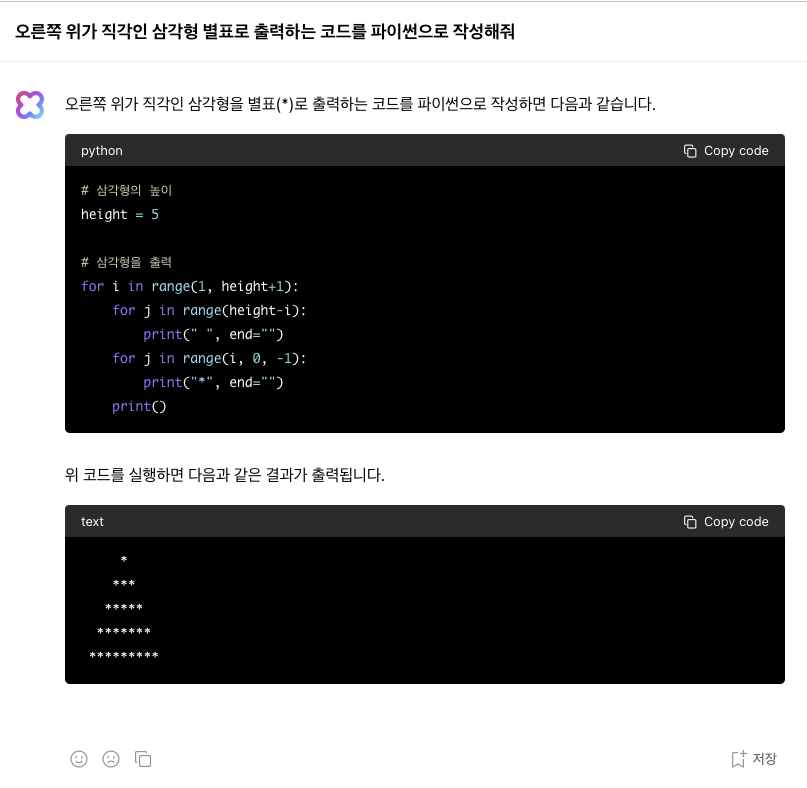 오른쪽 위가 직각인 삼각형 별표로 출력하는 코드를 파이썬으로 작성해줘
오른쪽 위가 직각인 삼각형을 별표(*)로 출력하는 코드를 파이썬으로 작성하면 다음과 같습니다.
python
Copy code
# 삼각형의 높이
height = 5
# 삼각형을 출력
for i in range(1, height+1):
    for j in range(height-i):
        print(" ", end="")
    for j in range(i, 0, -1):
        print("*", end="")
    print()
위 코드를 실행하면 다음과 같은 결과가 출력됩니다.
text
Copy code
     *
    ***
   *****
  *******
 *********
저장